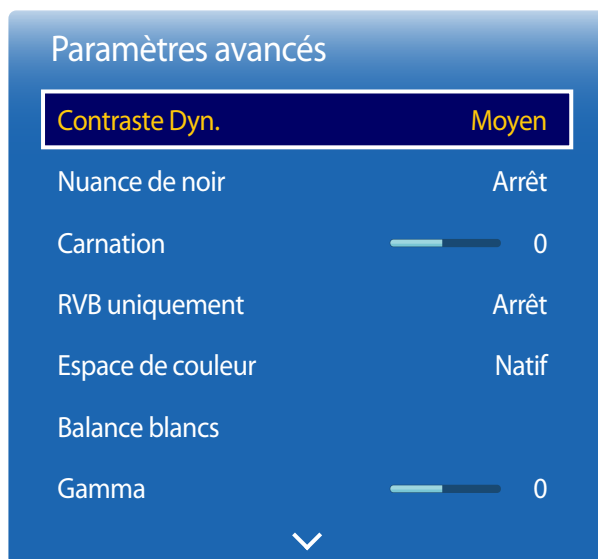 Paramètres avancés
Contraste Dyn. Moyen
Nuance de noir Arrêt
Carnation 0
RVB uniquement Arrêt
Espace de couleur Natif
Balance blancs
Gamma 0